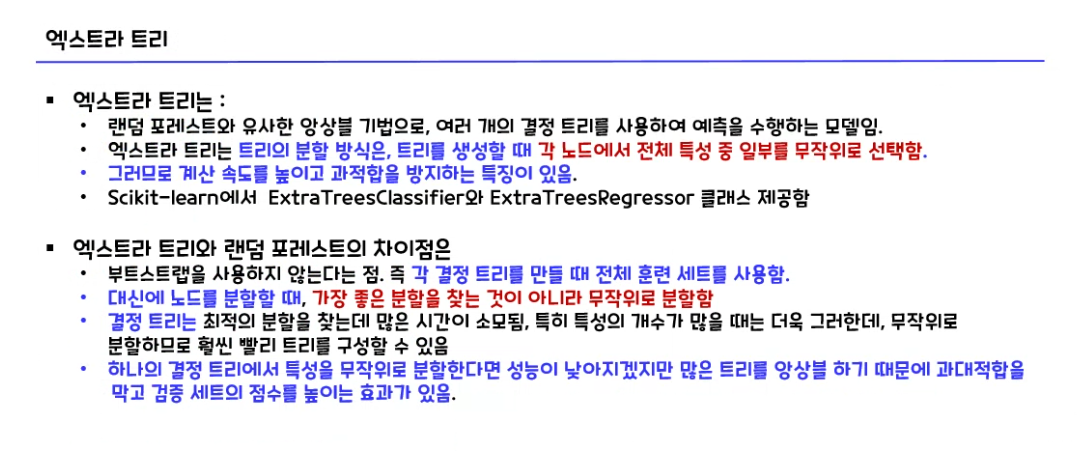 엑스트라 트리
▪ 엑스트라 트리는 :
• 랜덤 포레스트와 유사한 앙상블 기법으로, 여러 개의 결정 트리를 사용하여 예측을 수행하는 모델임.
• 엑스트라 트리는 트리의 분할 방식은, 트리를 생성할 때 각 노드에서 전체 특성 중 일부를 무작위로 선택함.
• 그러므로 계산 속도를 높이고 과적합을 방지하는 특징이 있음.
• Scikit-learn에서 ExtraTreesClassifier와 ExtraTreesRegressor 클래스 제공함
▪ 엑스트라 트리와 랜덤 포레스트의 차이점은
• 부트스트랩을 사용하지 않는다는 점. 즉 각 결정 트리를 만들 때 전체 훈련 세트를 사용함.
• 대신에 노드를 분할할 때, 가장 좋은 분할을 찾는 것이 아니라 무작위로 분할함
• 결정 트리는 최적의 분할을 찾는데 많은 시간이 소모됨, 특히 특성의 개수가 많을 때는 더욱 그러한데, 무작위로
분할하므로 훨씬 빨리 트리를 구성할 수 있음
• 하나의 결정 트리에서 특성을 무작위로 분할한다면 성능이 낮아지겠지만 많은 트리를 앙상블 하기 때문에 과대적합을
막고 검증 세트의 점수를 높이는 효과가 있음.